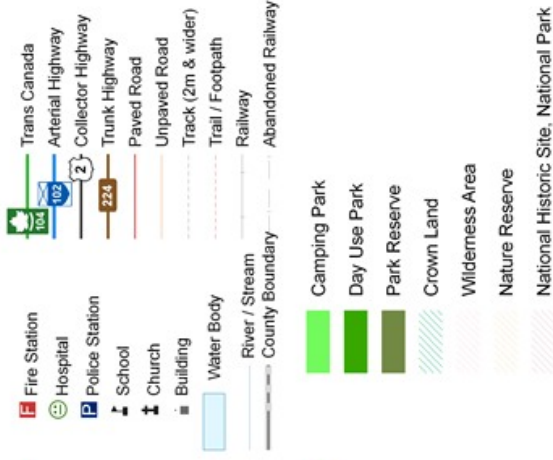 F Fire Station
Hospital
P Police Station
School
Church
Building
Water Body
River / Stream
County Boundary
104 Trans Canada
102 Arterial Highway
2 Collector Highway
224 Trunk Highway
Paved Road
Unpaved Road
Track (2m & wider)
Trail / Footpath
Railway
Abandoned Railway
Camping Park
Day Use Park
Park Reserve
Crown Land
Wilderness Area
Nature Reserve
National Historic Site, National Park